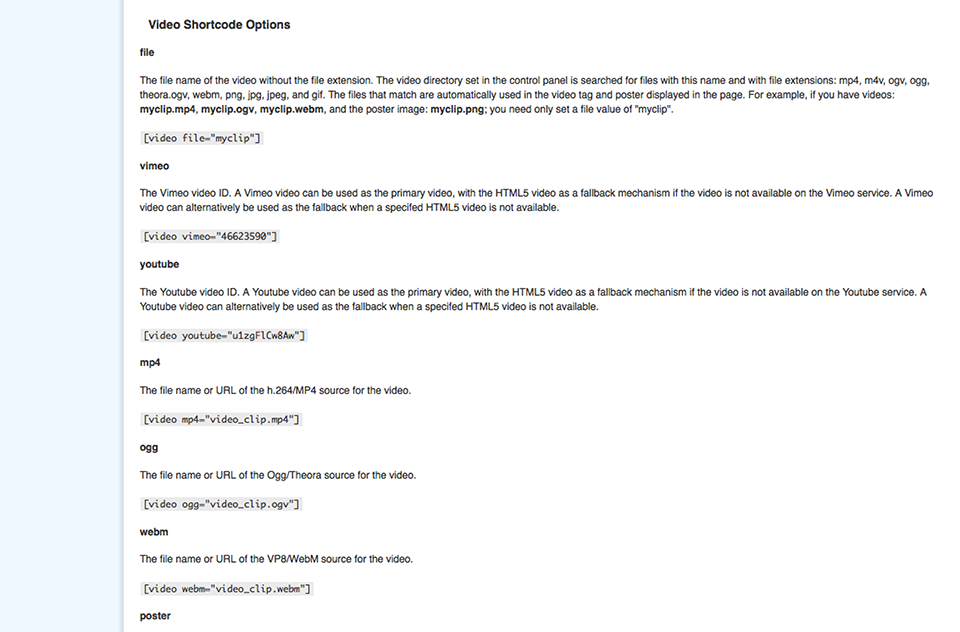 Video Shortcode Options
file
The file name of the video without the file extension. The video directory set in the control panel is searched for files with this name and with file extensions: mp4, m4v, ogv, ogg,
theora.ogv, webm, png, jpg, jpeg, and gif. The files that match are automatically used in the video tag and poster displayed in the page. For example, if you have videos:
myclip.mp4, myclip.ogv, myclip.webm, and the poster image: myclip.png; you need only set a file value of "myclip".
[video file="myclip"]
vimeo
The Vimeo video ID. A Vimeo video can be used as the primary video, with the HTML5 video as a fallback mechanism if the video is not available on the Vimeo service. A Vimeo
video can alternatively be used as the fallback when a specifed HTML5 video is not available.
[video vimeo="46623590"]
youtube
The Youtube video ID. A Youtube video can be used as the primary video, with the HTML5 video as a fallback mechanism if the video is not available on the Youtube service. A
Youtube video can alternatively be used as the fallback when a specifed HTML5 video is not available.
[video youtube="u1zgFlCw8Aw"]
mp4
The file name or URL of the h.264/MP4 source for the video.
[video mp4="video_clip.mp4"]
ogg
The file name or URL of the Ogg/Theora source for the video.
[video ogg="video_clip.ogv"]
webm
The file name or URL of the VP8/WebM source for the video.
[video webm="video_clip.webm"]
poster